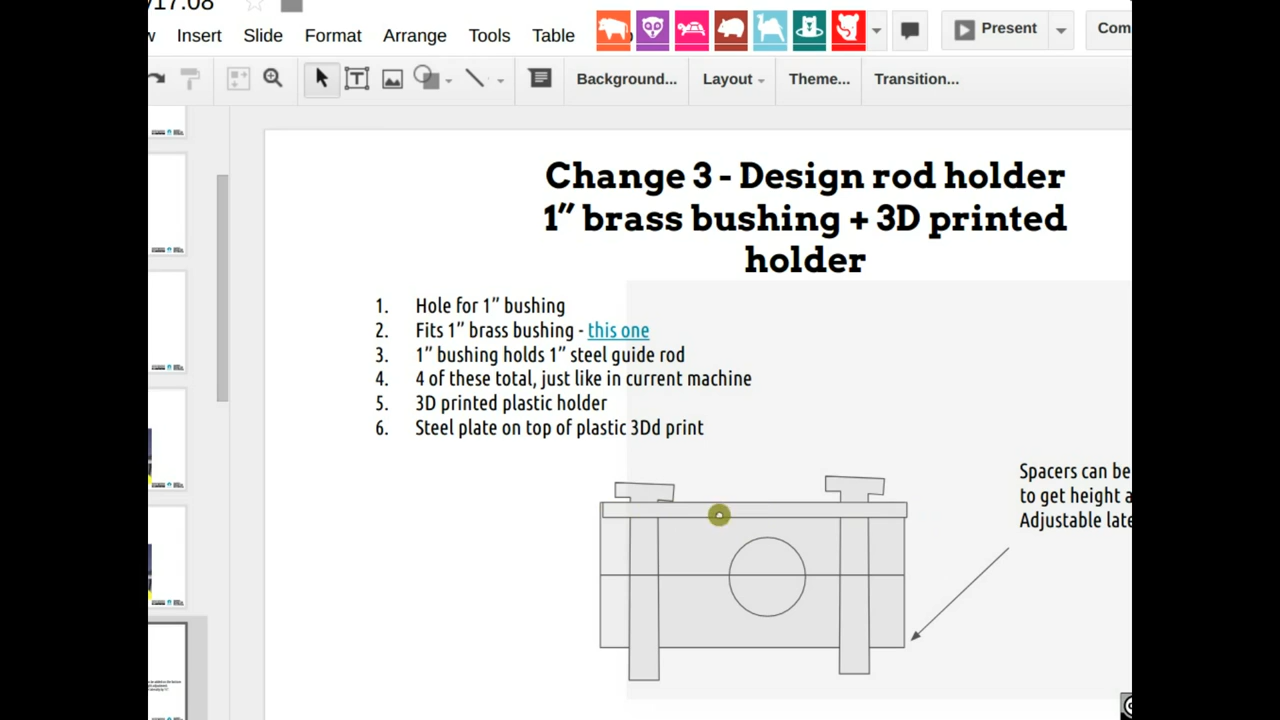 /17.08
w Insert Slide Format Arrange Tools Table Present Com
Background... Layout Theme... Transition...
Change 3 - Design rod holder
1” brass bushing + 3D printed
holder
1. Hole for 1” bushing
2. Fits 1” brass bushing - this one
3. 1” bushing holds 1” steel guide rod
4. 4 of these total, just like in current machine
5. 3D printed plastic holder
6. Steel plate on top of plastic 3Dd print
Spacers can be
to get height a
Adjustable late